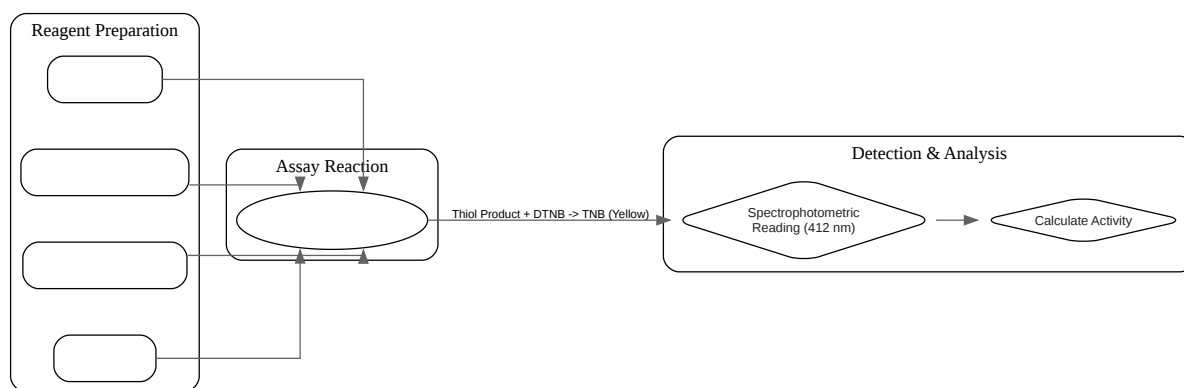 Reagent Preparation
Assay Reaction
Thiol Product + DTNB -> TNB (Yellow)
Detection & Analysis
Spectrophotometric
Reading (412 nm)
Calculate Activity